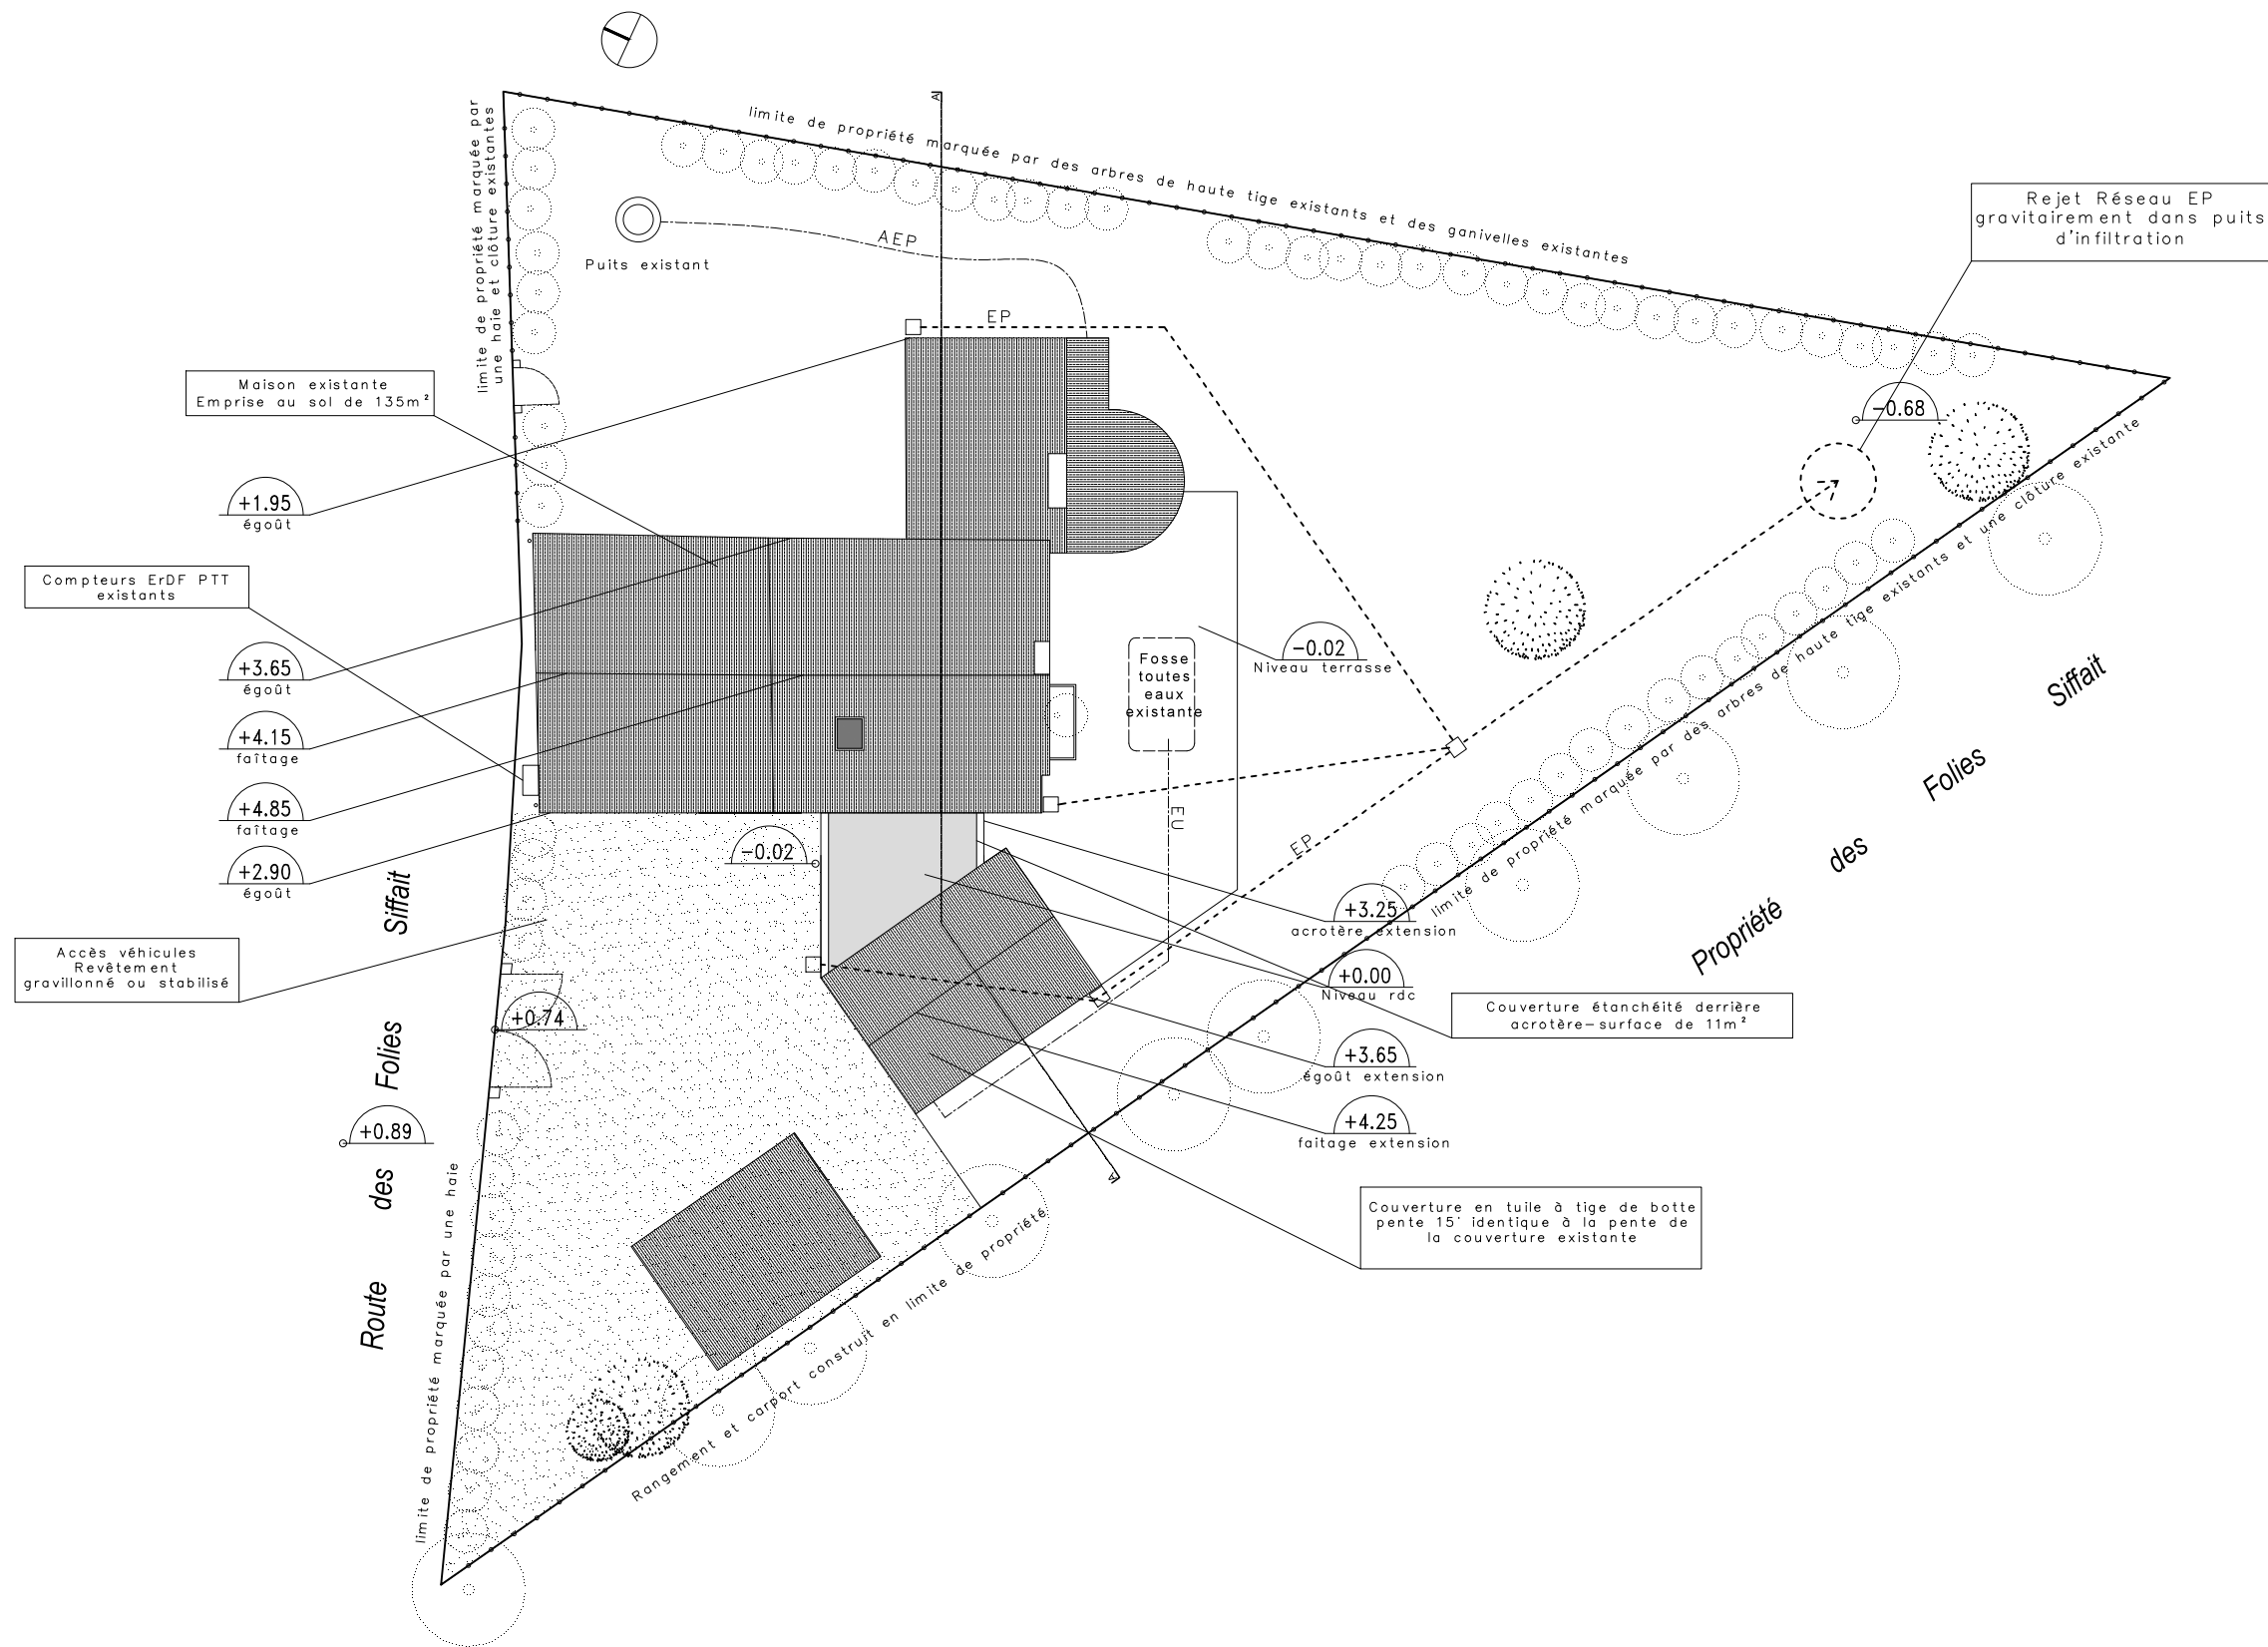 A
limite de propriété marquée par
une haie et clôture existantes
limite de propriété marquée par des arbres de haute tige existants et des ganivelles existantes
Rejet Réseau EP
gravitairement dans puits
d'infiltration
AEP
Puits existant
EP
Maison existante
Emprise au sol de 135m²
-0.68
+1.95
égoût
Compteurs ErDF PTT
existants
+3.65
égoût
-0.02
Niveau terrasse
Fosse
toutes
eaux
existante
+4.15
faîtage
+4.85
faîtage
EU
EP
-0.02
+2.90
égoût
limite de propriété marquée par des arbres de haute tige existants et une clôture existante
Propriété des Folies Siffait
+3.25
acrotère extension
Accès véhicules
Revêtement
gravillonné ou stabilisé
+0.00
Niveau rdc
Couverture étanchéité derrière
acrotère-surface de 11m²
+0.74
+3.65
égoût extension
+0.89
+4.25
faitage extension
A
Route des Folies Siffait
limite de propriété marquée par une haie
Couverture en tuile à tige de botte
pente 15' identique à la pente de
la couverture existante
Rangement et carport construit en limite de propriété